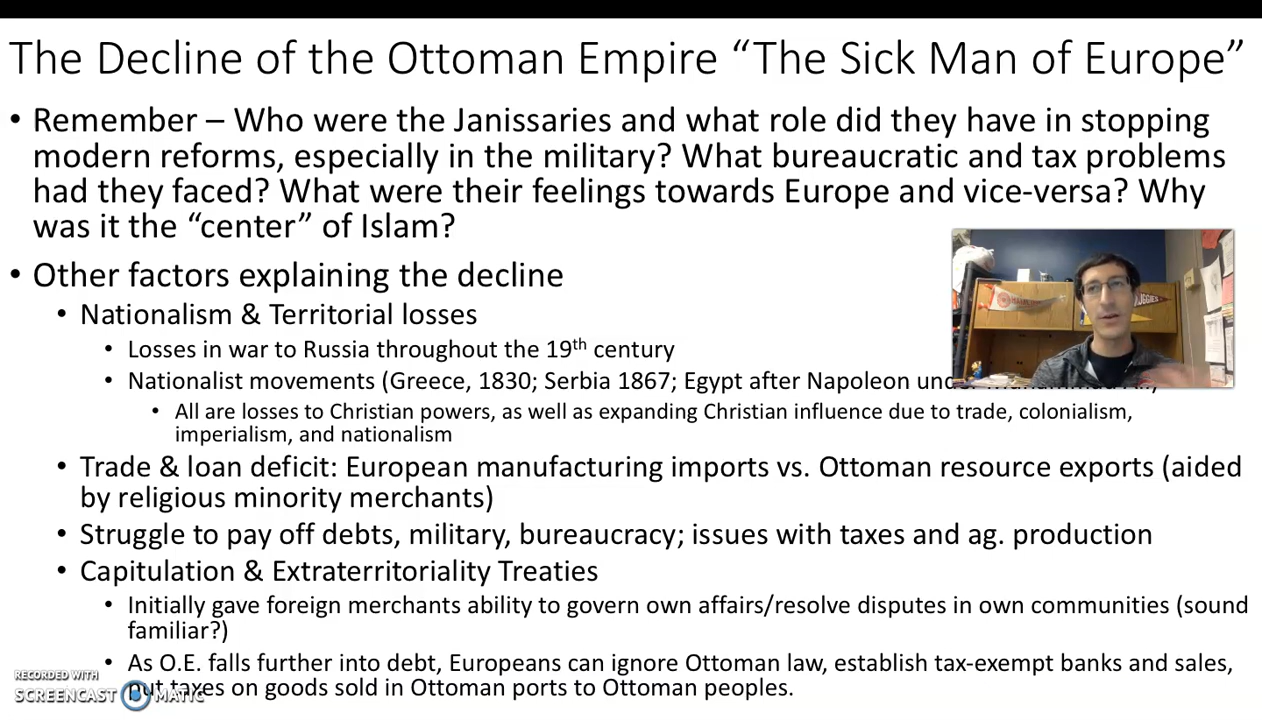 The Decline of the Ottoman Empire “The Sick Man of Europe”
• Remember – Who were the Janissaries and what role did they have in stopping
modern reforms, especially in the military? What bureaucratic and tax problems
had they faced? What were their feelings towards Europe and vice-versa? Why
was it the “center” of Islam?
• Other factors explaining the decline
• Nationalism & Territorial losses
• Losses in war to Russia throughout the 19th century
• Nationalist movements (Greece, 1830; Serbia 1867; Egypt after Napoleon under
• All are losses to Christian powers, as well as expanding Christian influence due to trade, colonialism,
imperialism, and nationalism
• Trade & loan deficit: European manufacturing imports vs. Ottoman resource exports (aided
by religious minority merchants)
• Struggle to pay off debts, military, bureaucracy; issues with taxes and ag. production
• Capitulation & Extraterritoriality Treaties
• Initially gave foreign merchants ability to govern own affairs/resolve disputes in own communities (sound
familiar?)
• As O.E. falls further into debt, Europeans can ignore Ottoman law, establish tax-exempt banks and sales,
put taxes on goods sold in Ottoman ports to Ottoman peoples.
RECORDED WITH
SCREENCAST MATIC